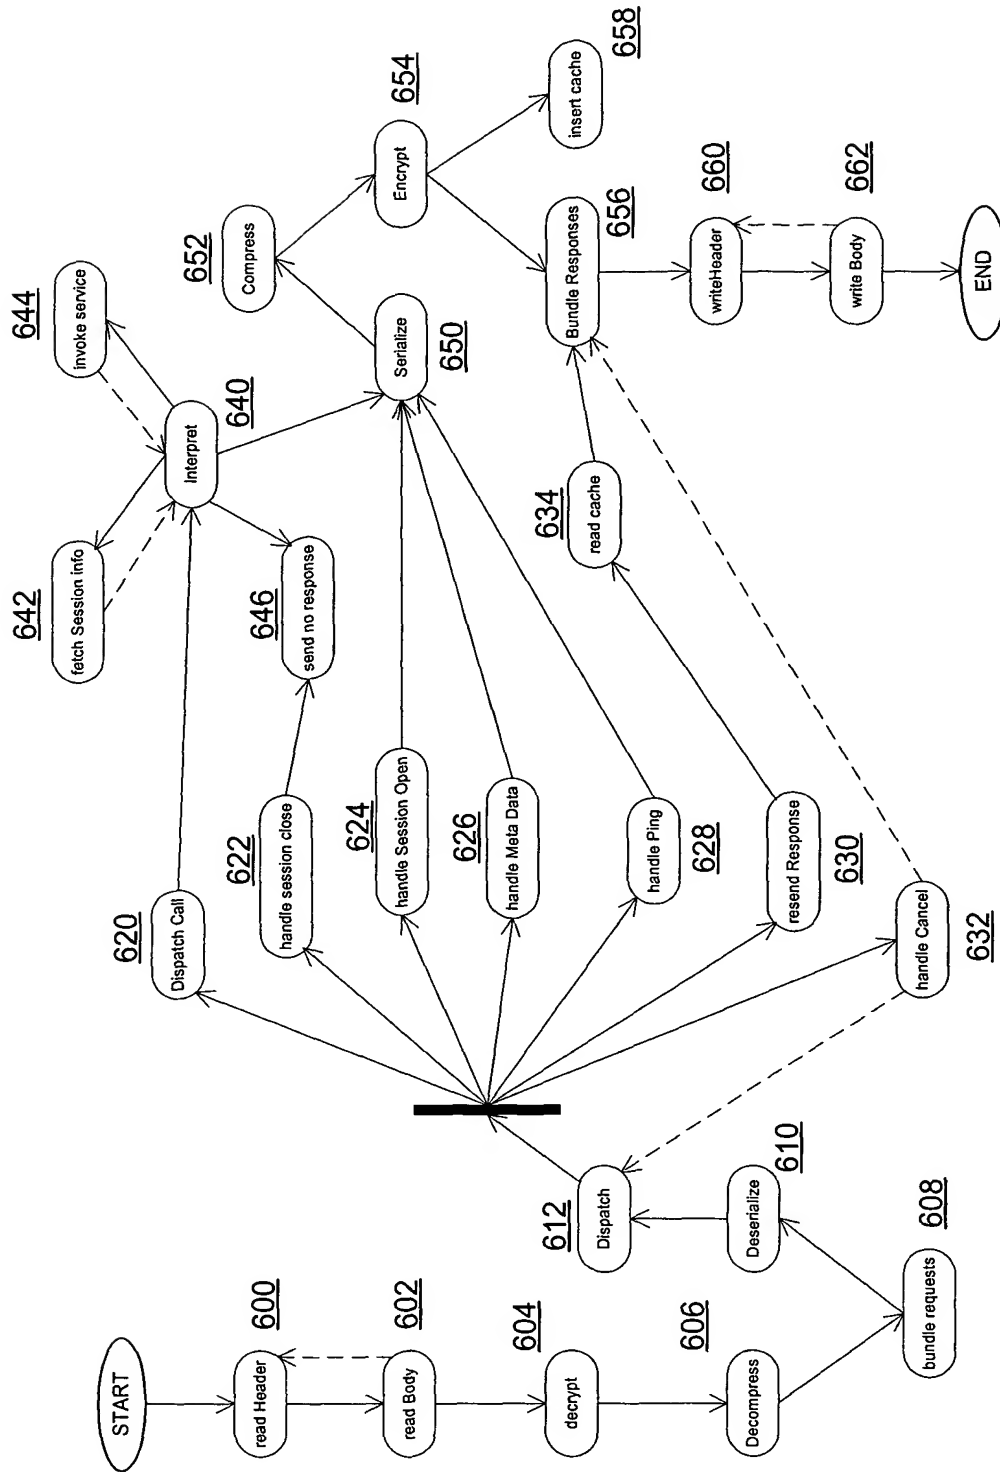 START
read Header
600
read Body
602
decrypt
604
Decompress
606
bundle requests
608
Deserialize
610
Dispatch
612
Dispatch Call
620
handle session close
622
handle Session Open
624
handle Meta Data
626
handle Ping
628
resend Response
630
handle Cancel
632
read cache
634
Interpret
640
fetch Session info
642
invoke service
644
send no response
646
Serialize
650
Compress
652
Encrypt
654
Bundle Responses
656
insert cache
658
writeHeader
660
write Body
662
END